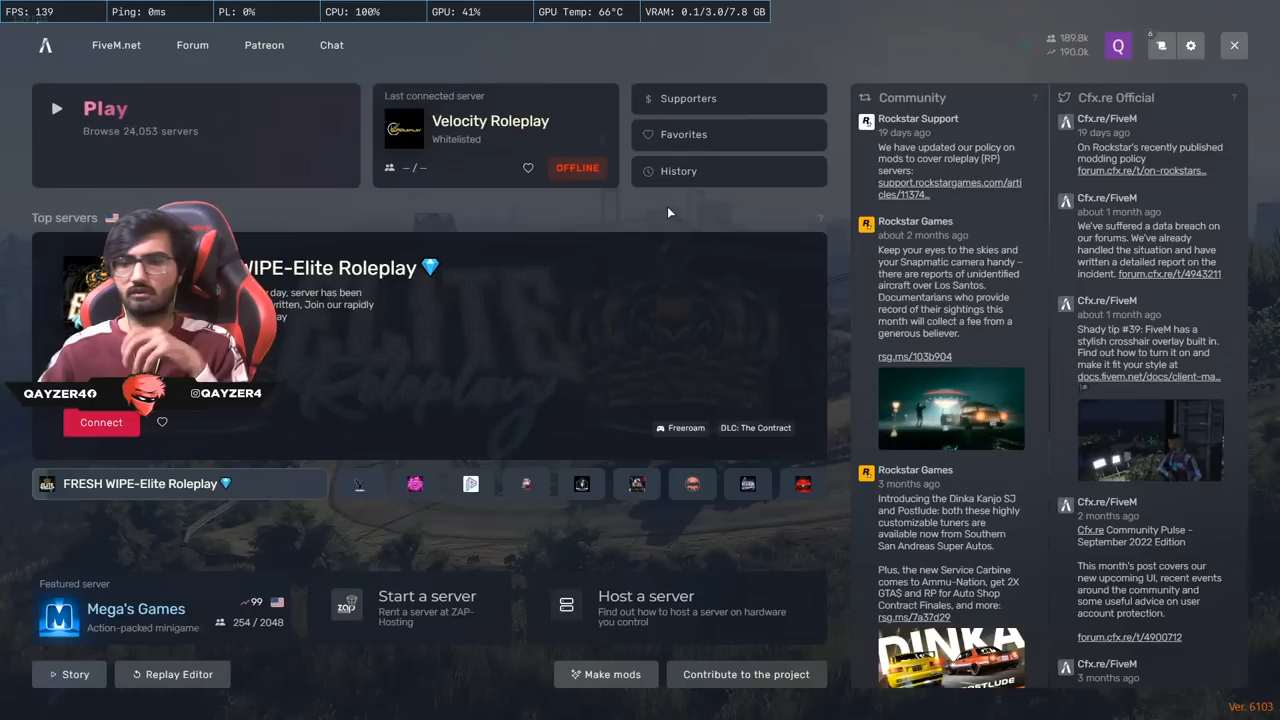 FPS: 139
Ping: 0ms
PL: 0%
CPU: 100%
GPU: 41%
GPU Temp: 66°C
VRAM: 0.1/3.0/7.8 GB
FiveM.net
Forum
Patreon
Chat
189.8k
190.0k
Q
6
Play
Browse 24,053 servers
Last connected server
Velocity Roleplay
Whitelisted
– / –
OFFLINE
Supporters
Favorites
History
Top servers
?
WIPE-Elite Roleplay
day, server has been
written, Join our rapidly
Connect
Freeroam
DLC: The Contract
QAYZER4
QAYZER4
FRESH WIPE-Elite Roleplay
Featured server
Mega's Games
Action-packed minigame
99
254 / 2048
ZAP
Start a server
Rent a server at ZAP-
Hosting
Host a server
Find out how to host a server on hardware
you control
Story
Replay Editor
Make mods
Contribute to the project
Community
?
Rockstar Support
19 days ago
We have updated our policy on
mods to cover roleplay (RP)
servers:
support.rockstargames.com/arti
cles/11374…
Rockstar Games
about 2 months ago
Keep your eyes to the skies and
your Snapmatic camera handy –
there are reports of unidentified
aircraft over Los Santos.
Documentarians who provide
record of their sightings this
month will collect a fee from a
generous believer.
rsg.ms/103b904
Rockstar Games
3 months ago
Introducing the Dinka Kanjo SJ
and Postlude: both these highly
customizable tuners are
available now from Southern
San Andreas Super Autos.
Plus, the new Service Carbine
comes to Ammu-Nation, get 2X
GTA$ and RP for Auto Shop
Contract Finales, and more:
rsg.ms/7a37d29
DINKA
POSTLUDE
Cfx.re Official
?
Cfx.re/FiveM
19 days ago
On Rockstar's recently published
modding policy
forum.cfx.re/t/on-rockstars…
Cfx.re/FiveM
about 1 month ago
We've suffered a data breach on
our forums. We've already
handled the situation and have
written a detailed report on the
incident. forum.cfx.re/t/4943211
Cfx.re/FiveM
about 1 month ago
Shady tip #39: FiveM has a
stylish crosshair overlay built in.
Find out how to turn it on and
make it fit your style at
docs.fivem.net/docs/client-ma…
Cfx.re/FiveM
2 months ago
Cfx.re Community Pulse –
September 2022 Edition
This month's post covers our
new upcoming UI, recent events
around the community and
some useful advice on user
account protection.
forum.cfx.re/t/4900712
Cfx.re/FiveM
3 months ago
Ver. 6103